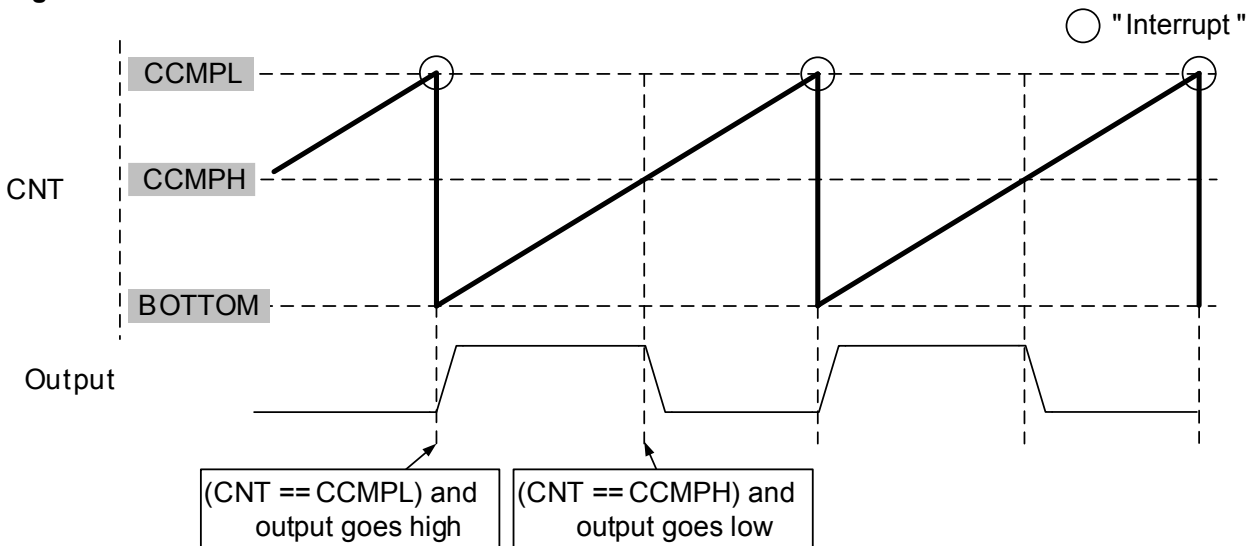 "Interrupt"
CCMPL
CNT
CCMPH
BOTTOM
Output
(CNT == CCMPL) and
output goes high
(CNT == CCMPH) and
output goes low